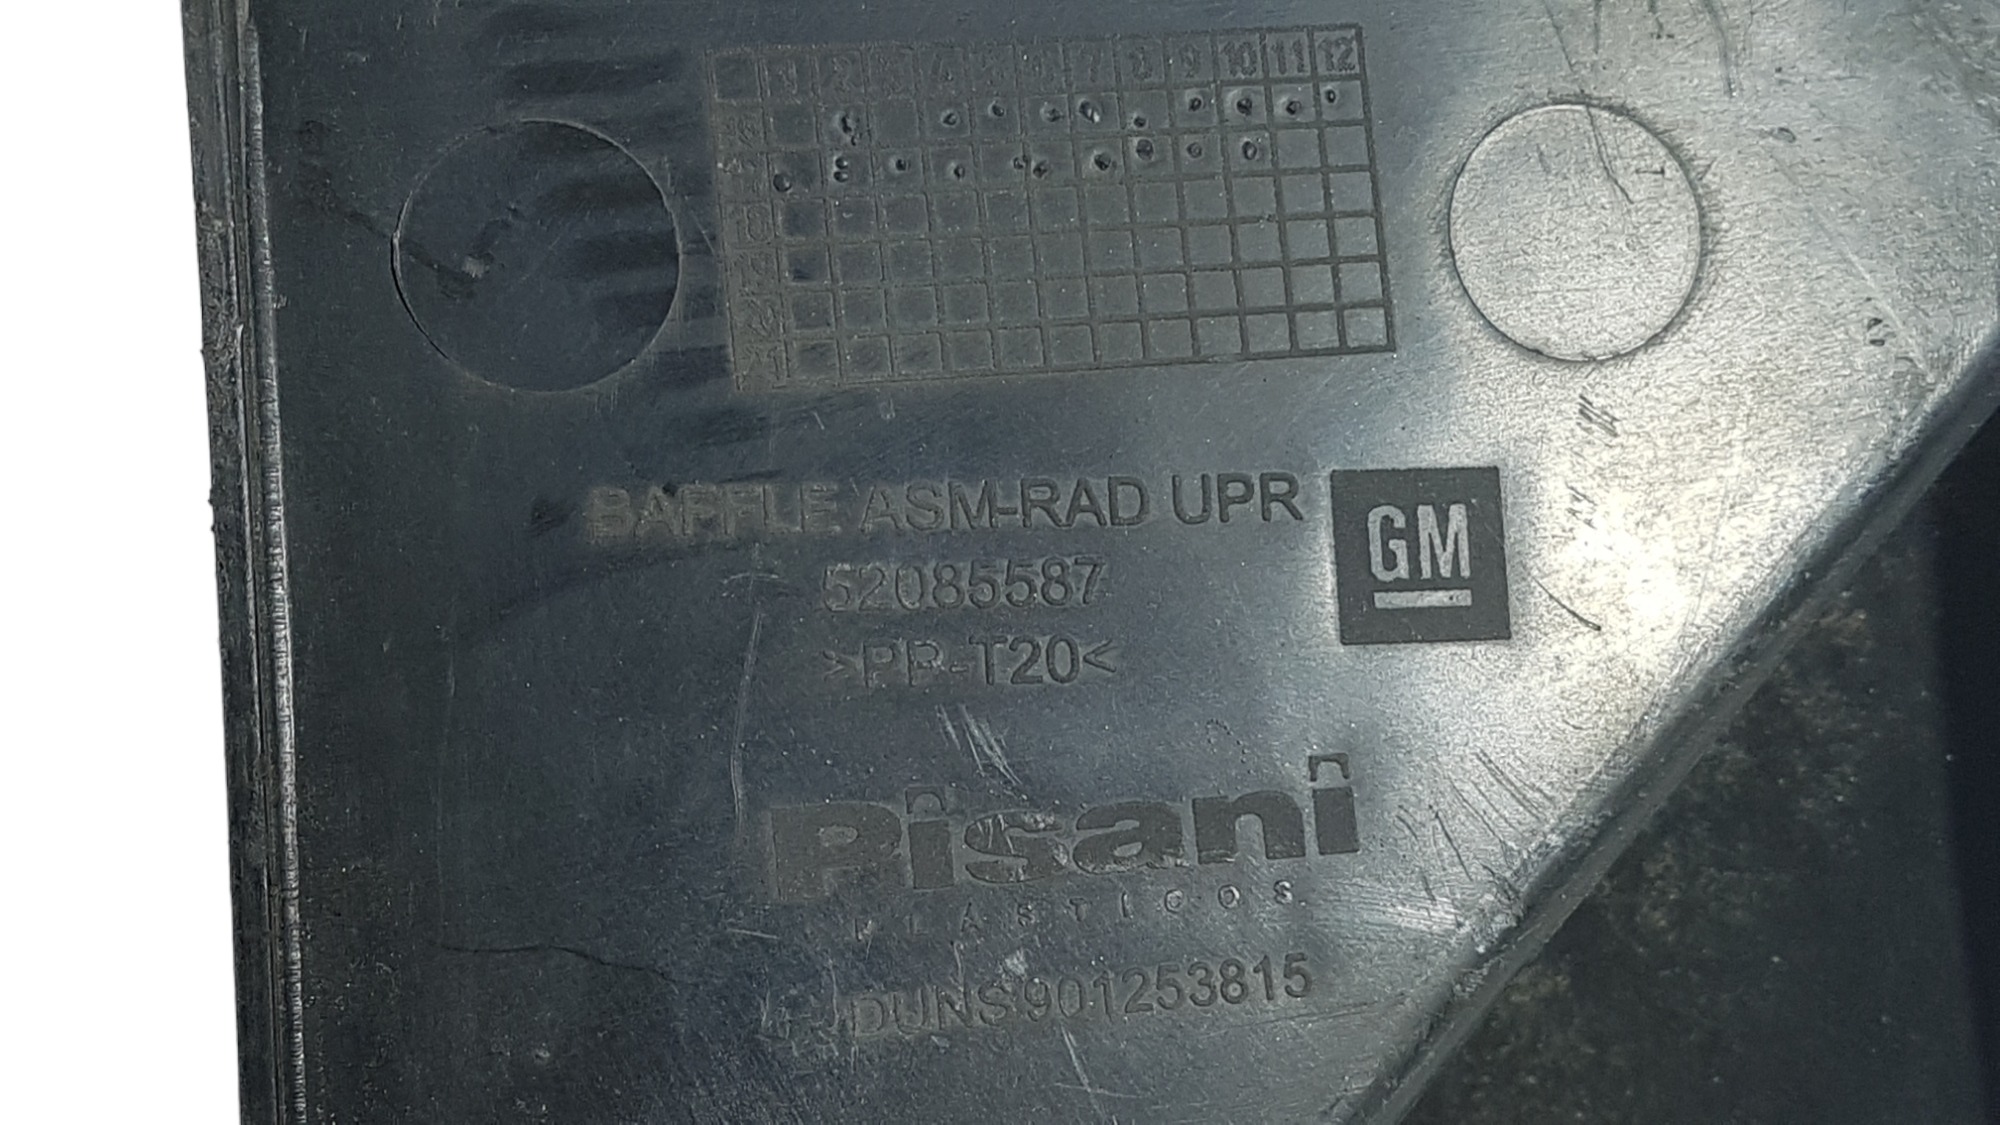 1 2 3 4 5 6 7 8 9 10 11 12
BAFFLE ASM-RAD UPR
GM
52085587
>PP-T20<
Pisani
PLÁSTICOS
DUNS 901253815